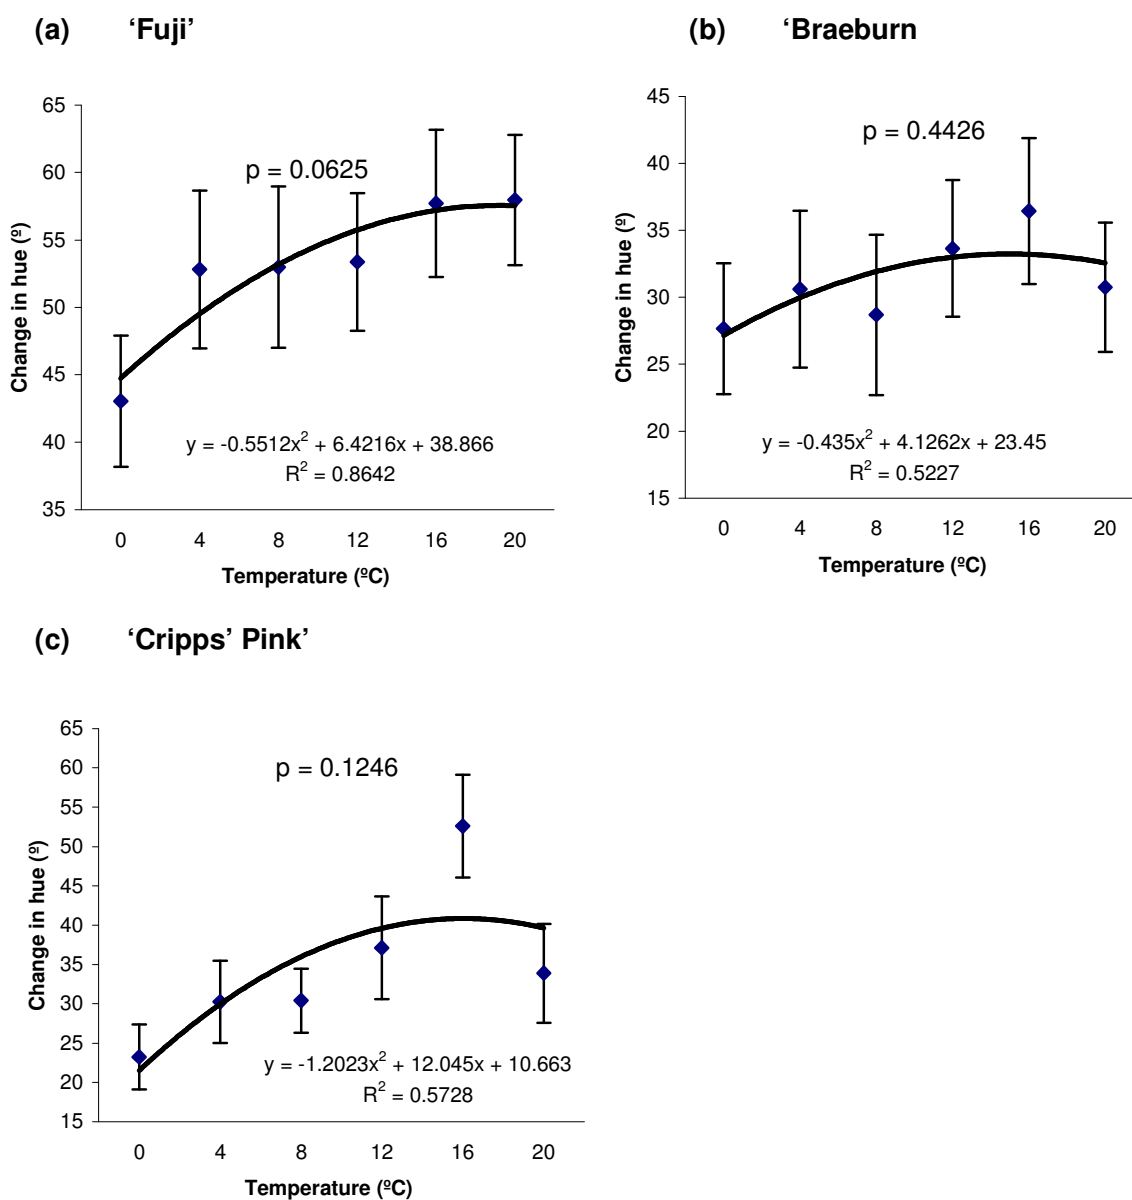 (a) ‘Fuji’
65
60
55
50
45
40
35
Change in hue (º)
p = 0.0625
y = -0.5512x² + 6.4216x + 38.866
R² = 0.8642
0 4 8 12 16 20
Temperature (ºC)
(b) ‘Braeburn
45
40
35
30
25
20
15
Change in hue (º)
p = 0.4426
y = -0.435x² + 4.1262x + 23.45
R² = 0.5227
0 4 8 12 16 20
Temperature (ºC)
(c) ‘Cripps’ Pink’
65
60
55
50
45
40
35
30
25
20
15
Change in hue (º)
p = 0.1246
y = -1.2023x² + 12.045x + 10.663
R² = 0.5728
0 4 8 12 16 20
Temperature (ºC)